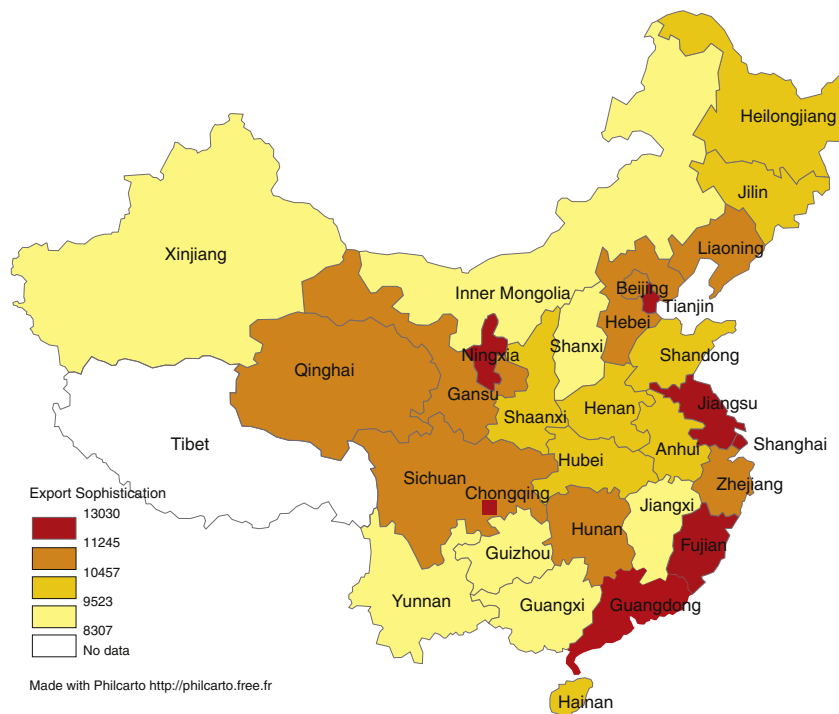 Heilongjiang
Jilin
Liaoning
Xinjiang
Beijing
Inner Mongolia
Tianjin
Hebei
Shanxi
Ningxia
Shandong
Qinghai
Gansu
Jiangsu
Shaanxi
Henan
Tibet
Shanghai
Anhui
Hubei
Sichuan
Zhejiang
Chongqing
Jiangxi
Hunan
Fujian
Guizhou
Yunnan
Guangxi
Guangdong
Hainan
Export Sophistication
13030
11245
10457
9523
8307
No data
Made with Philcarto http://philcarto.free.fr